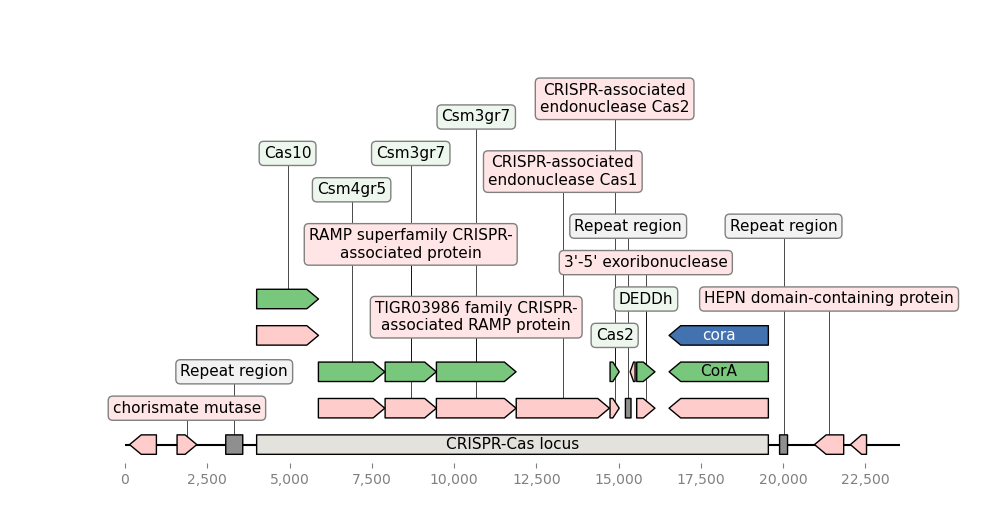 CRISPR-associated
endonuclease Cas2
Csm3gr7
Cas10
Csm3gr7
CRISPR-associated
endonuclease Cas1
Csm4gr5
Repeat region
Repeat region
RAMP superfamily CRISPR-
associated protein
3'-5' exoribonuclease
DEDDh
HEPN domain-containing protein
TIGR03986 family CRISPR-
associated RAMP protein
Cas2
cora
Repeat region
CorA
chorismate mutase
CRISPR-Cas locus
0
2,500
5,000
7,500
10,000
12,500
15,000
17,500
20,000
22,500